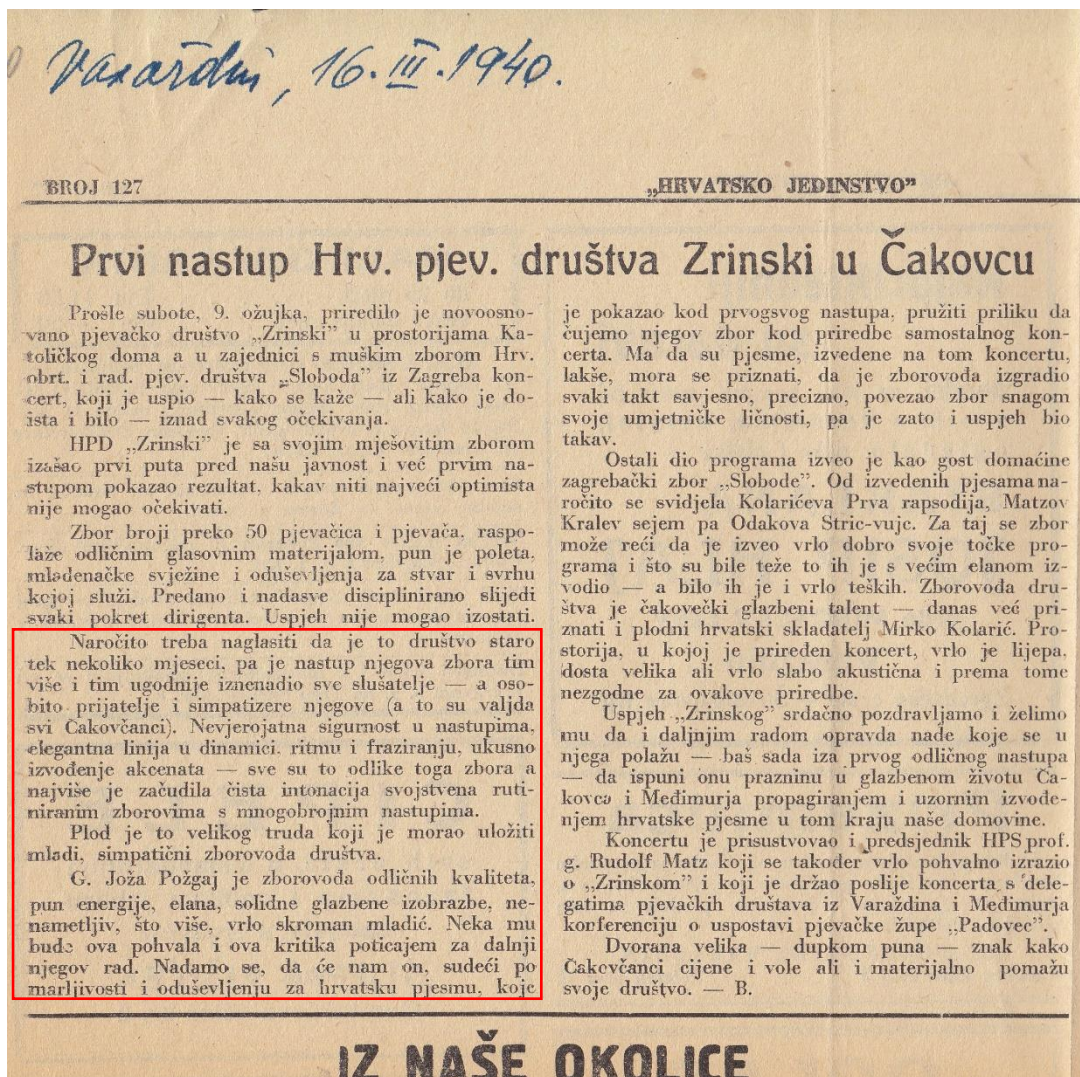 Varaždin, 16. III. 1940.
BROJ 127
„HRVATSKO JEDINSTVO”
Prvi nastup Hrv. pjev. društva Zrinski u Čakovcu
Prošle subote, 9. ožujka, priredilo je novoosno-
vano pjevačko društvo „Zrinski” u prostorijama Ka-
toličkog doma a u zajednici s muškim zborom Hrv.
obrt. i rad. pjev. društva „Sloboda” iz Zagreba kon-
cert, koji je uspio — kako se kaže — ali kako je do-
ista i bilo — iznad svakog očekivanja.
HPD „Zrinski” je sa svojim mješovitim zborom
izašao prvi puta pred našu javnost i već prvim na-
stupom pokazao rezultat, kakav niti najveći optimista
nije mogao očekivati.
Zbor broji preko 50 pjevačica i pjevača, raspo-
laže odličnim glasovnim materijalom, pun je poleta,
mladenačke svježine i oduševljenja za stvar i svrhu
kojoj služi. Predano i nadasve disciplinirano slijedi
svaki pokret dirigenta. Uspjeh nije mogao izostati.
Naročito treba naglasiti da je to društvo staro
tek nekoliko mjeseci, pa je nastup njegova zbora tim
više i tim ugodnije iznenadio sve slušatelje — a oso-
bito prijatelje i simpatizere njegove (a to su valjda
svi Čakovčanci). Nevjerojatna sigurnost u nastupima,
elegantna linija u dinamici, ritmu i fraziranju, ukusno
izvođenje akcenata — sve su to odlike toga zbora a
najviše je začudila čista intonacija svojstvena ruti-
niranim zborovima s mnogobrojnim nastupima.
Plod je to velikog truda koji je morao uložiti
mladi, simpatični zborovođa društva.
G. Joža Požgaj je zborovođa odličnih kvaliteta,
pun energije, elana, solidne glazbene izobrazbe, ne-
nametljiv, što više, vrlo skroman mladić. Neka mu
bude ova pohvala i ova kritika poticajem za dalnji
njegov rad. Nadamo se, da će nam on, sudeći po
marljivosti i oduševljenju za hrvatsku pjesmu, koje
je pokazao kod prvogsvog nastupa, pružiti priliku da
čujemo njegov zbor kod priredbe samostalnog kon-
certa. Ma da su pjesme, izvedene na tom koncertu,
lakše, mora se priznati, da je zborovođa izgradio
svaki takt savjesno, precizno, povezao zbor snagom
svoje umjetničke ličnosti, pa je zato i uspjeh bio
takav.
Ostali dio programa izveo je kao gost domaćine
zagrebački zbor „Slobode”. Od izvedenih pjesama na-
ročito se svidjela Kolarićeva Prva rapsodija, Matzov
Kralev sejem pa Odakova Stric-vujc. Za taj se zbor
može reći da je izveo vrlo dobro svoje točke pro-
grama i što su bile teže to ih je s većim elanom iz-
vodio — a bilo ih je i vrlo teških. Zborovođa dru-
štva je čakovečki glazbeni talent — danas već pri-
znati i plodni hrvatski skladatelj Mirko Kolarić. Pro-
storija, u kojoj je priređen koncert, vrlo je lijepa,
dosta velika ali vrlo slabo akustična i prema tome
nezgodne za ovakove priredbe.
Uspjeh „Zrinskog” srdačno pozdravljamo i želimo
mu da i daljnjim radom opravda nade koje se u
njega polažu — baš sada iza prvog odličnog nastupa
— da ispuni onu prazninu u glazbenom životu Ča-
kovca i Međimurja propagiranjem i uzornim izvođe-
njem hrvatske pjesme u tom kraju naše domovine.
Koncertu je prisustvovao i predsjednik HPS prof.
g. Rudolf Matz koji se također vrlo pohvalno izrazio
o „Zrinskom” i koji je držao poslije koncerta s dele-
gatima pjevačkih društava iz Varaždina i Međimurja
konferenciju o uspostavi pjevačke župe „Padovec”.
Dvorana velika — dupkom puna — znak kako
Čakovčanci cijene i vole ali i materijalno pomažu
svoje društvo. — B.
IZ NAŠE OKOLICE